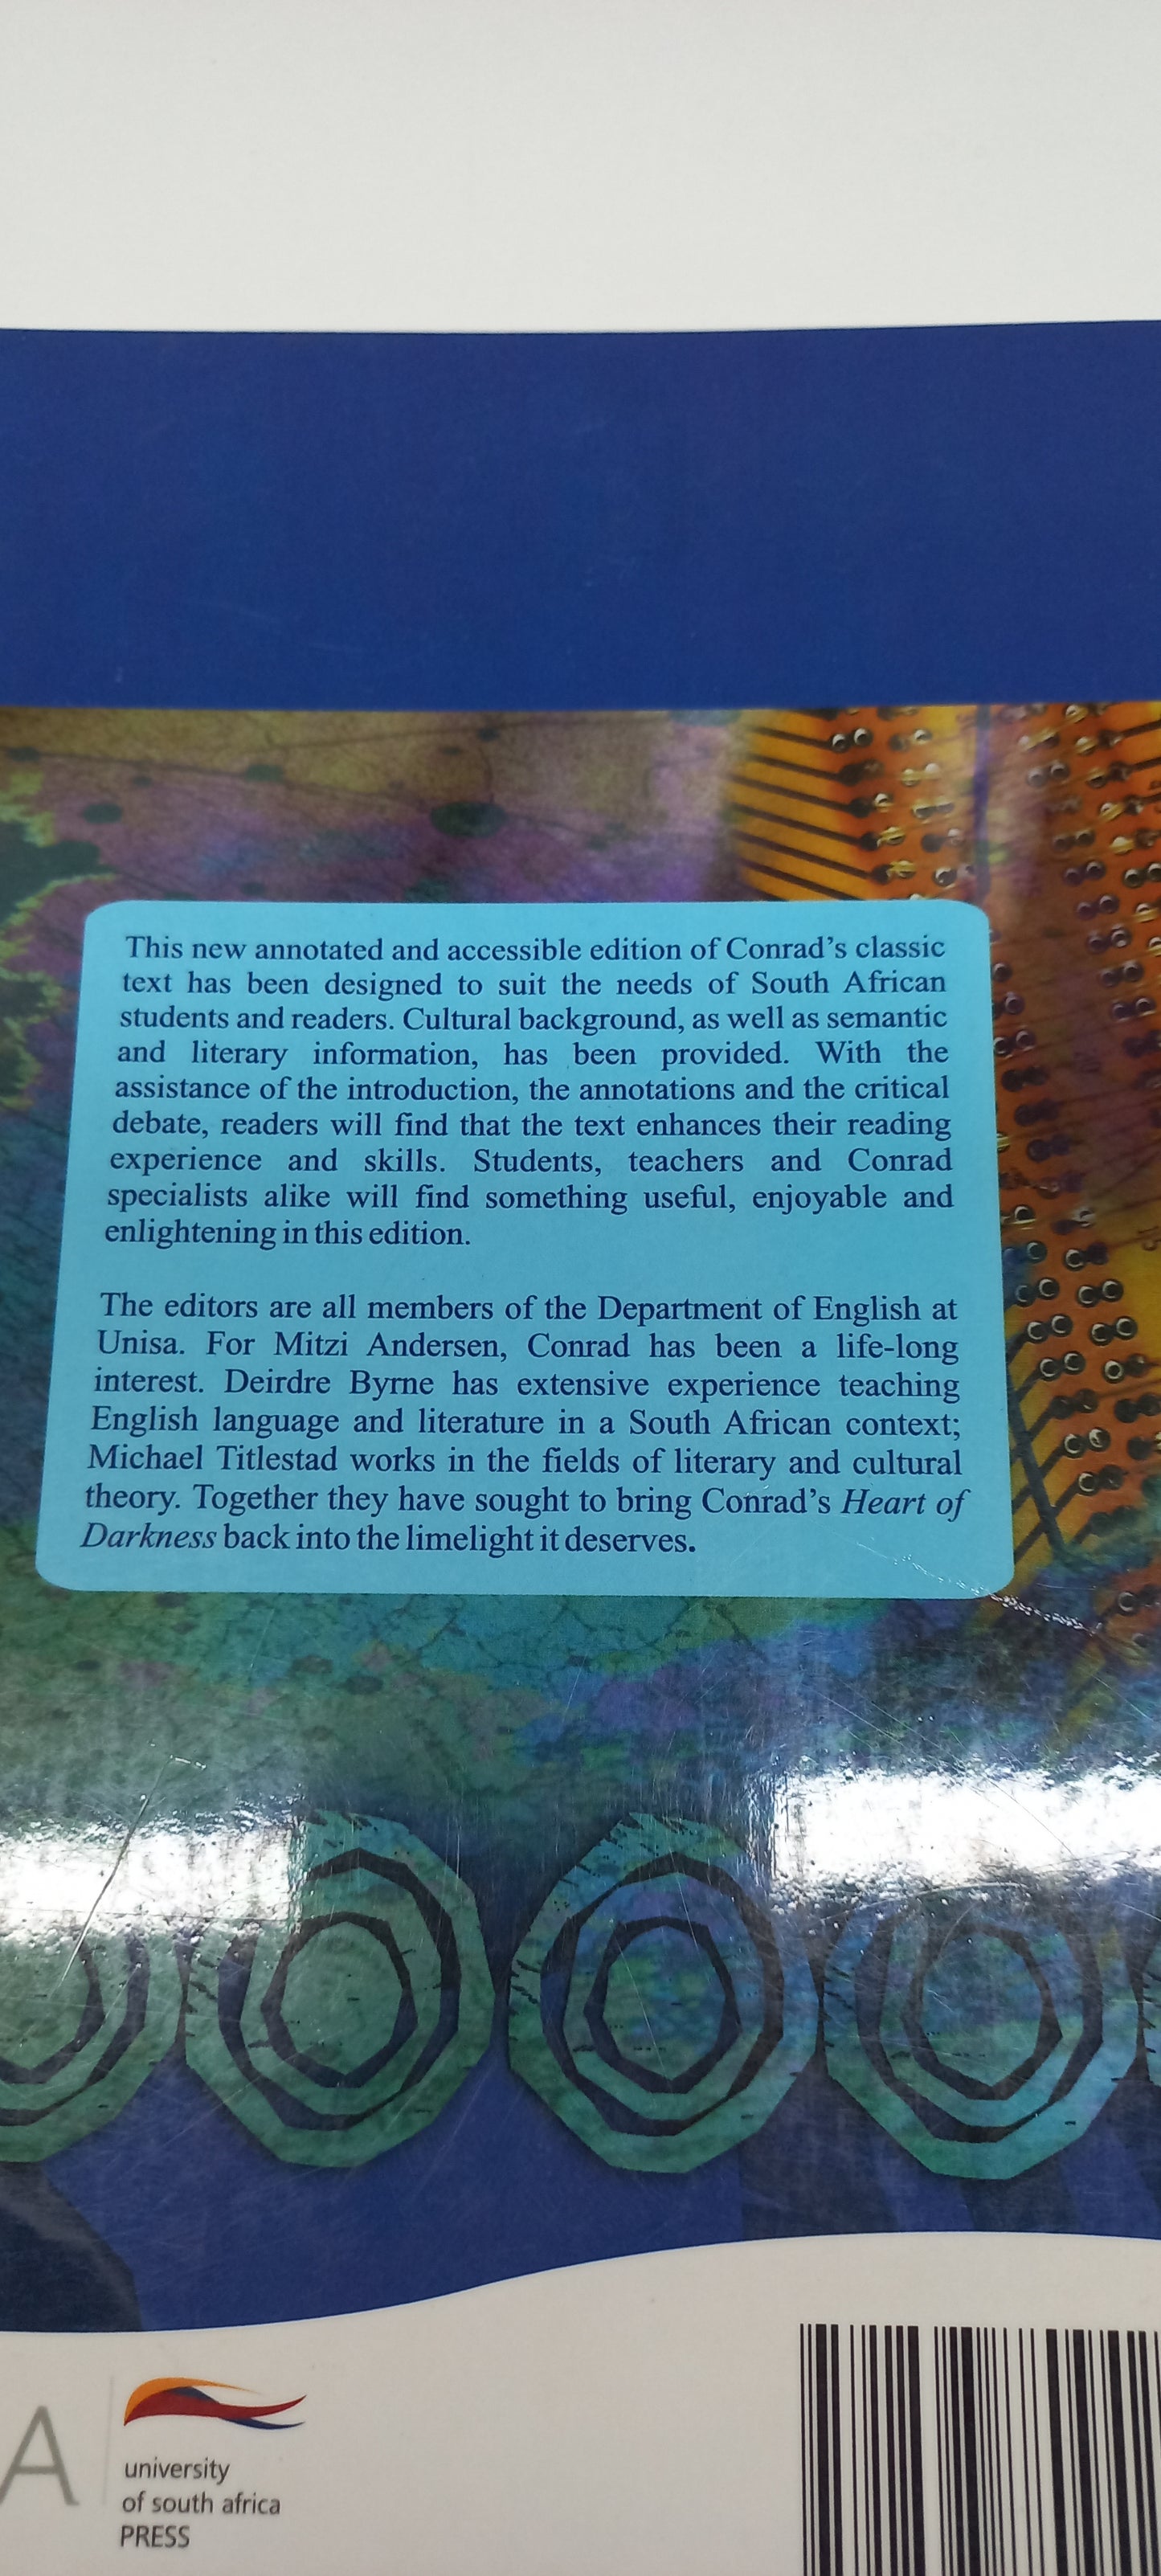 This new annotated and accessible edition of Conrad's classic
text has been designed to suit the needs of South African
students and readers. Cultural background, as well as semantic
and literary information, has been provided. With the
assistance of the introduction, the annotations and the critical
debate, readers will find that the text enhances their reading
experience and skills. Students, teachers and Conrad
specialists alike will find something useful, enjoyable and
enlightening in this edition.
The editors are all members of the Department of English at
Unisa. For Mitzi Andersen, Conrad has been a life-long
interest. Deirdre Byrne has extensive experience teaching
English language and literature in a South African context;
Michael Titlestad works in the fields of literary and cultural
theory. Together they have sought to bring Conrad's Heart of
Darkness back into the limelight it deserves.
A
university
of south africa
PRESS